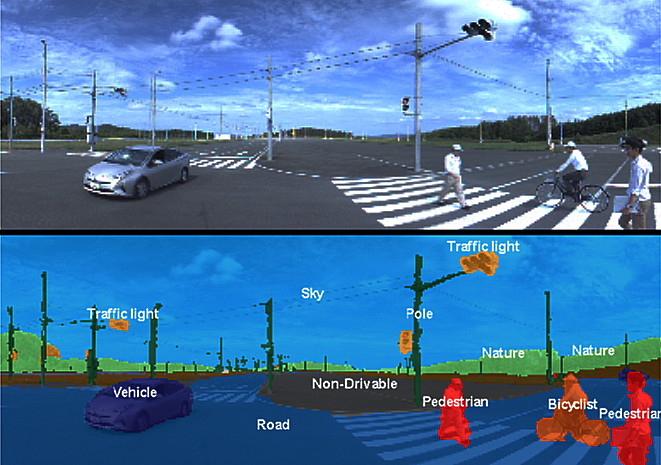 Traffic light
Sky
Traffic light
Pole
Nature
Nature
Non-Drivable
Vehicle
Pedestrian
Bicyclist
Pedestrian
Road